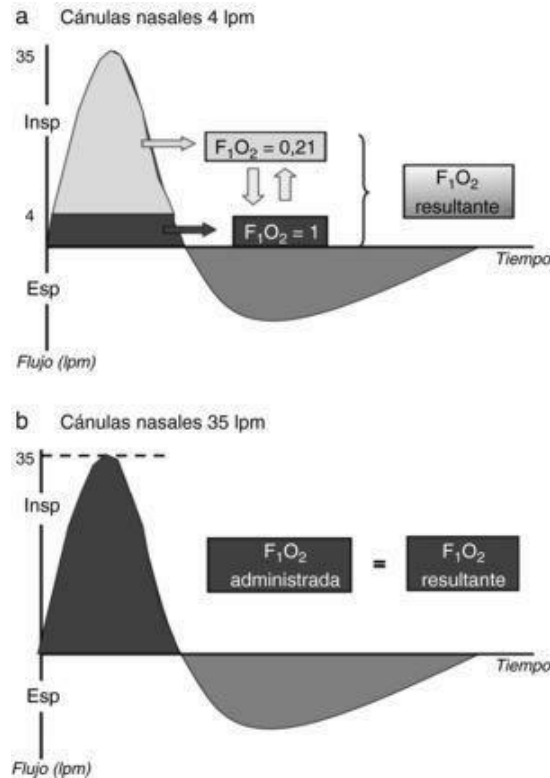 a Cánulas nasales 4 lpm
35
Insp
F₁O₂ = 0,21
F₁O₂
resultante
4
F₁O₂ = 1
Tiempo
Esp
Flujo (lpm)
b Cánulas nasales 35 lpm
35
Insp
F₁O₂
administrada
=
F₁O₂
resultante
Tiempo
Esp
Flujo (lpm)